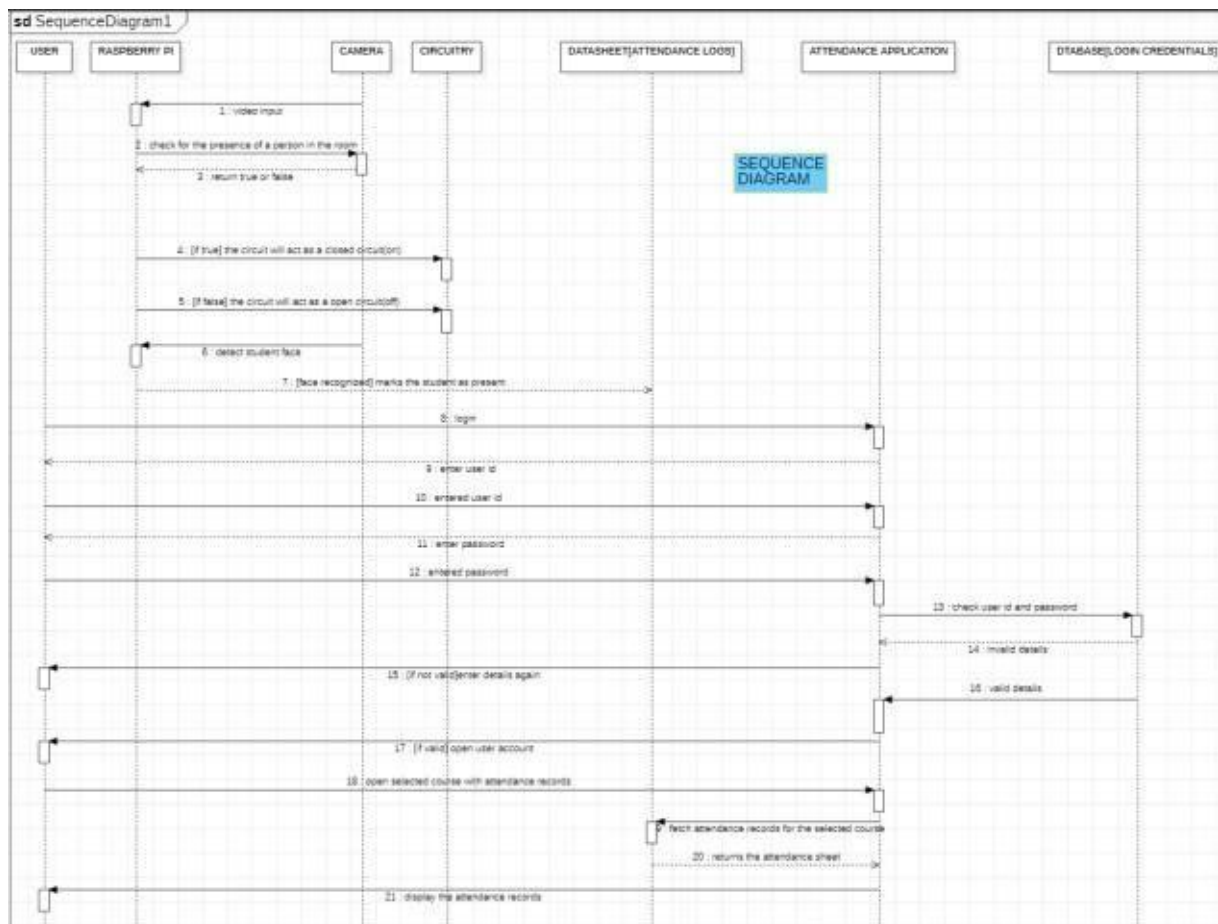 sd SequenceDiagram1
USER
RASPBERRY PI
CAMERA
CIRCUITRY
DATASHEET[ATTENDANCE LOGS]
ATTENDANCE APPLICATION
DTABASE[LOGIN CREDENTIALS]
1 : video input
2 : check for the presence of a person in the room
SEQUENCE
DIAGRAM
3 : return true or false
4 : [if true] the circuit will act as a closed circuit(on)
5 : [if false] the circuit will act as a open circuit(off)
6 : detect student face
7 : [face recognized] marks the student as present
8 : login
9 : enter user id
10 : entered user id
11 : enter password
12 : entered password
13 : check user id and password
14 : invalid details
15 : [if not valid]enter details again
16 : valid details
17 : [if valid] open user account
18 : open selected course with attendance records
: fetch attendance records for the selected course
20 : returns the attendance sheet
21 : display the attendance records